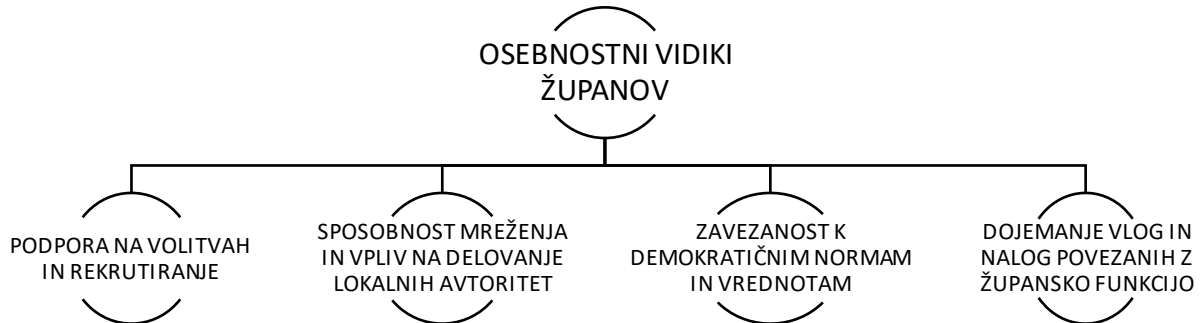 OSEBNOSTNI VIDIKI
ŽUPANOV
PODPORA NA VOLITVAH
IN REKRUTIRANJE
SPOSOBNOST MREŽENJA
IN VPLIV NA DELOVANJE
LOKALNIH AVTORITET
ZAVEZANOST K
DEMOKRATIČNIM NORMAM
IN VREDNOTAM
DOJEMANJE VLOG IN
NALOG POVEZANIH Z
ŽUPANSKO FUNKCIJO